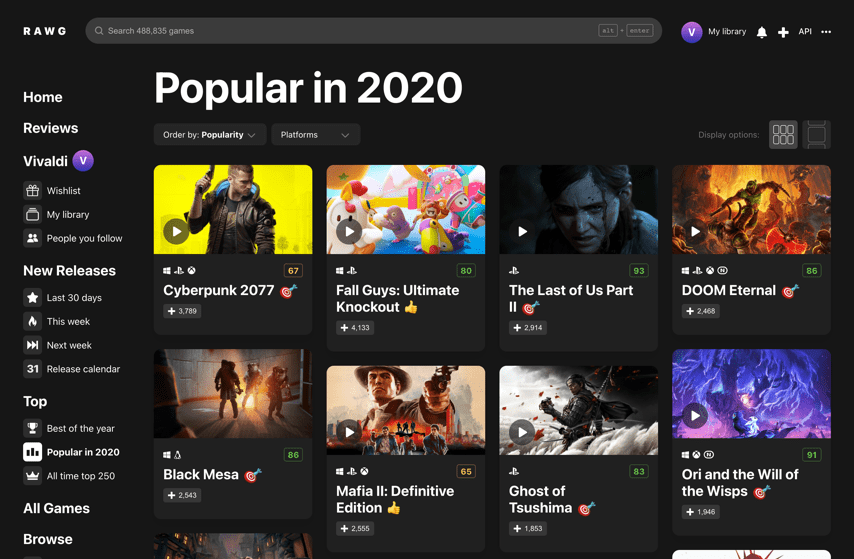 RAWG
Search 488,835 games
alt + enter
V
My library
API
Popular in 2020
Order by: Popularity
Platforms
Display options:
Home
Reviews
Vivaldi V
Wishlist
My library
People you follow
New Releases
Last 30 days
This week
Next week
31 Release calendar
Top
Best of the year
Popular in 2020
All time top 250
All Games
Browse
67
Cyberpunk 2077
+ 3,789
80
Fall Guys: Ultimate
Knockout
+ 4,133
93
The Last of Us Part
II
+ 2,914
86
DOOM Eternal
+ 2,468
86
Black Mesa
+ 2,543
65
Mafia II: Definitive
Edition
+ 2,555
83
Ghost of
Tsushima
+ 1,853
91
Ori and the Will of
the Wisps
+ 1,946